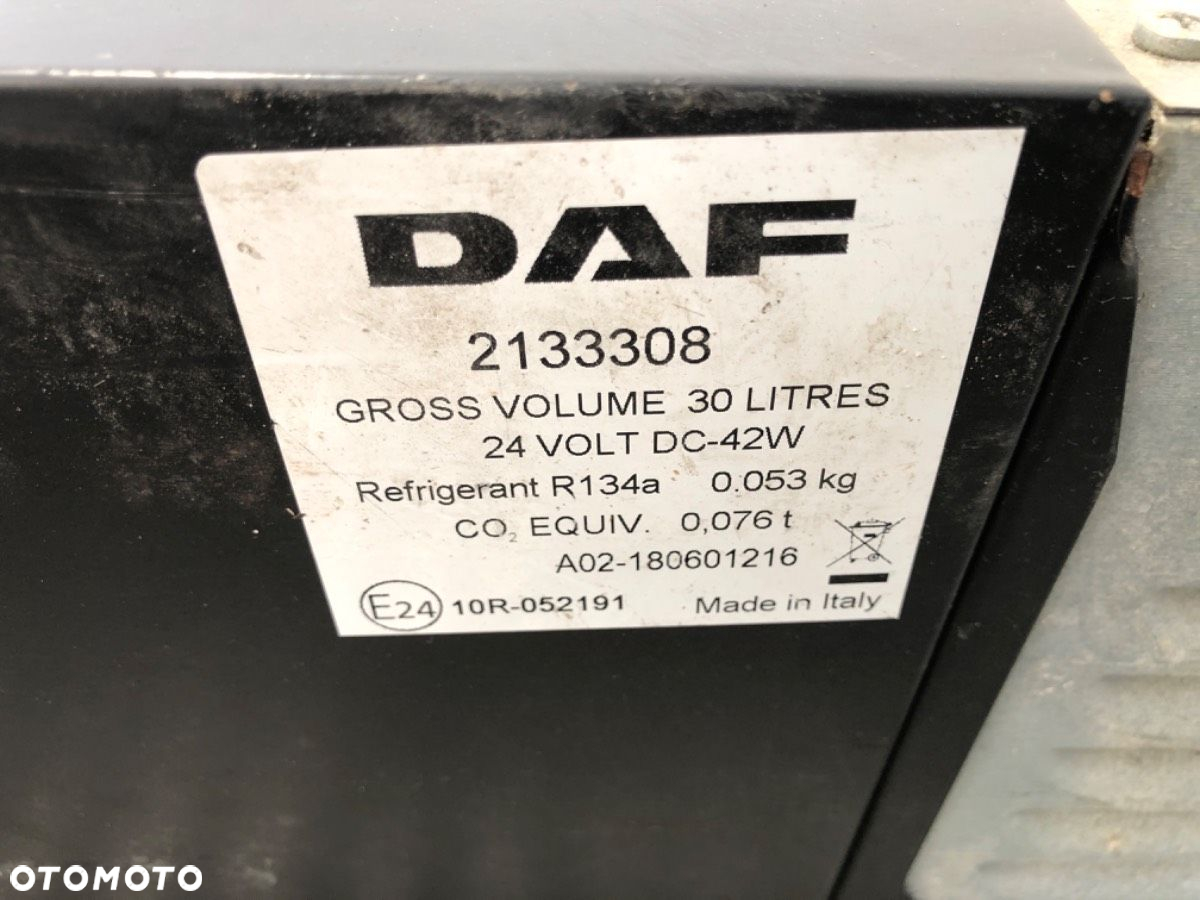 DAF
2133308
GROSS VOLUME 30 LITRES
24 VOLT DC-42W
Refrigerant R134a 0.053 kg
CO₂ EQUIV. 0,076 t
A02-180601216
E24 10R-052191 Made in Italy
OTOMOTO